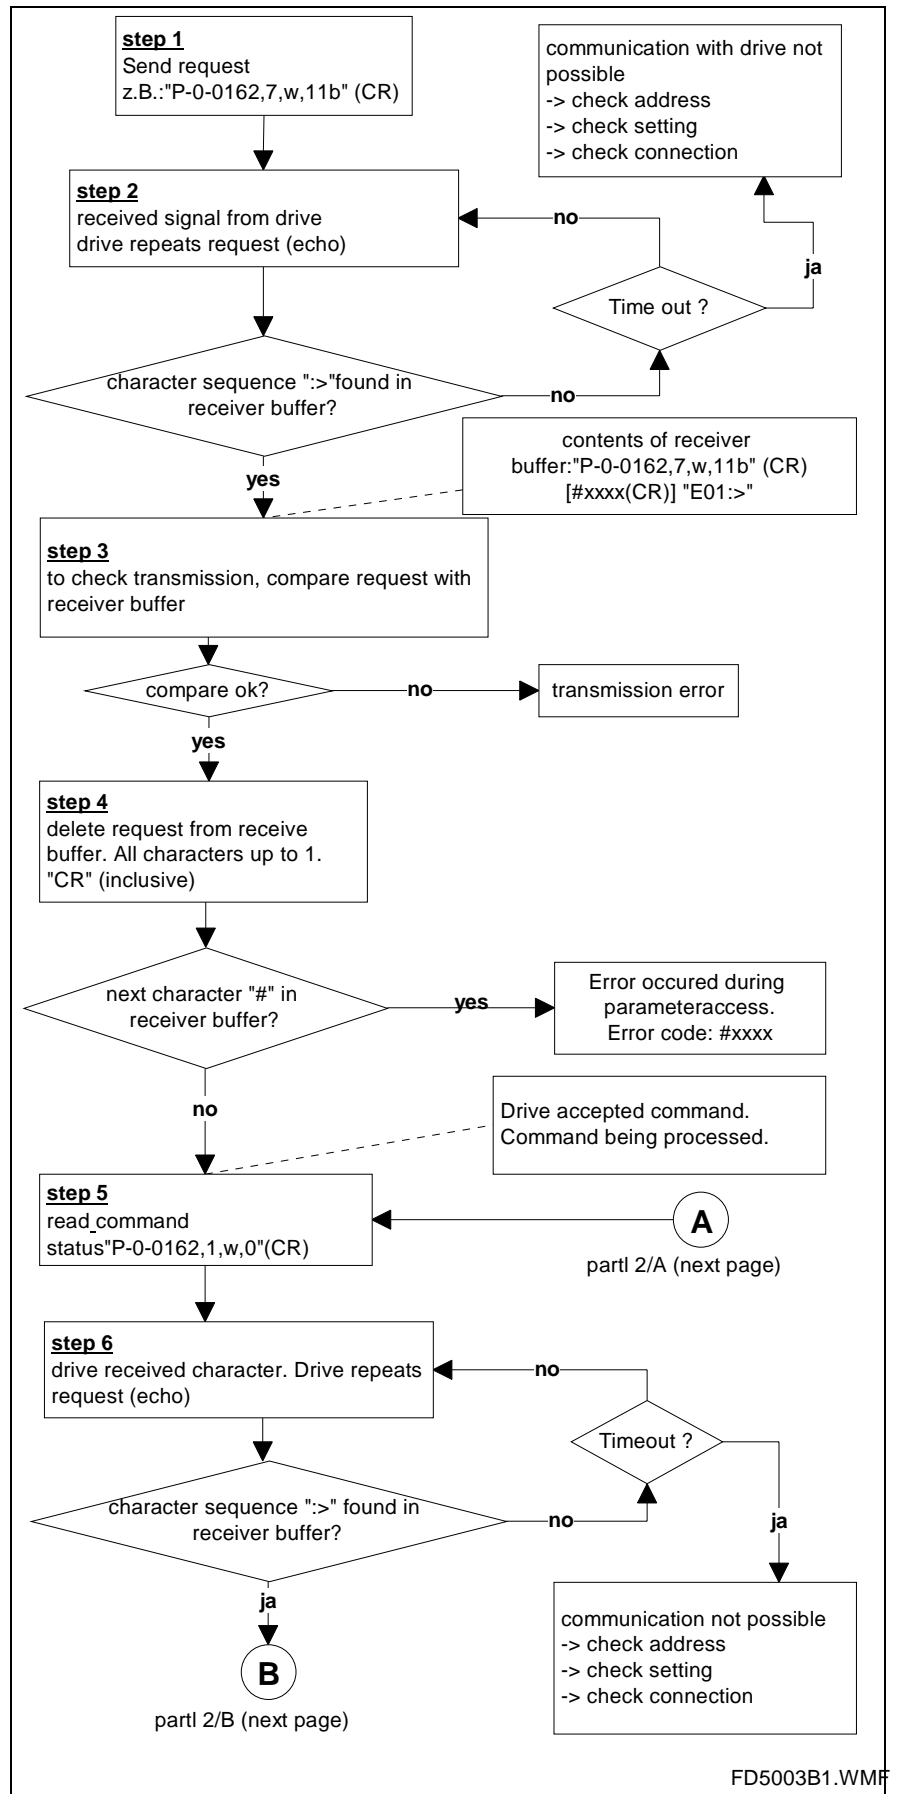 step 1
Send request
z.B.:"P-0-0162,7,w,11b" (CR)
communication with drive not
possible
-> check address
-> check setting
-> check connection
step 2
received signal from drive
drive repeats request (echo)
no
ja
Time out ?
character sequence ":>"found in
receiver buffer?
no
yes
contents of receiver
buffer:"P-0-0162,7,w,11b" (CR)
[#xxxx(CR)] "E01:>"
step 3
to check transmission, compare request with
receiver buffer
compare ok?
no
transmission error
yes
step 4
delete request from receive
buffer. All characters up to 1.
"CR" (inclusive)
next character "#" in
receiver buffer?
yes
Error occured during
parameteraccess.
Error code: #xxxx
no
Drive accepted command.
Command being processed.
step 5
read_command
status"P-0-0162,1,w,0"(CR)
A
partl 2/A (next page)
step 6
drive received character. Drive repeats
request (echo)
no
Timeout ?
character sequence ":>" found in
receiver buffer?
no
ja
ja
B
partl 2/B (next page)
communication not possible
-> check address
-> check setting
-> check connection
FD5003B1.WMF